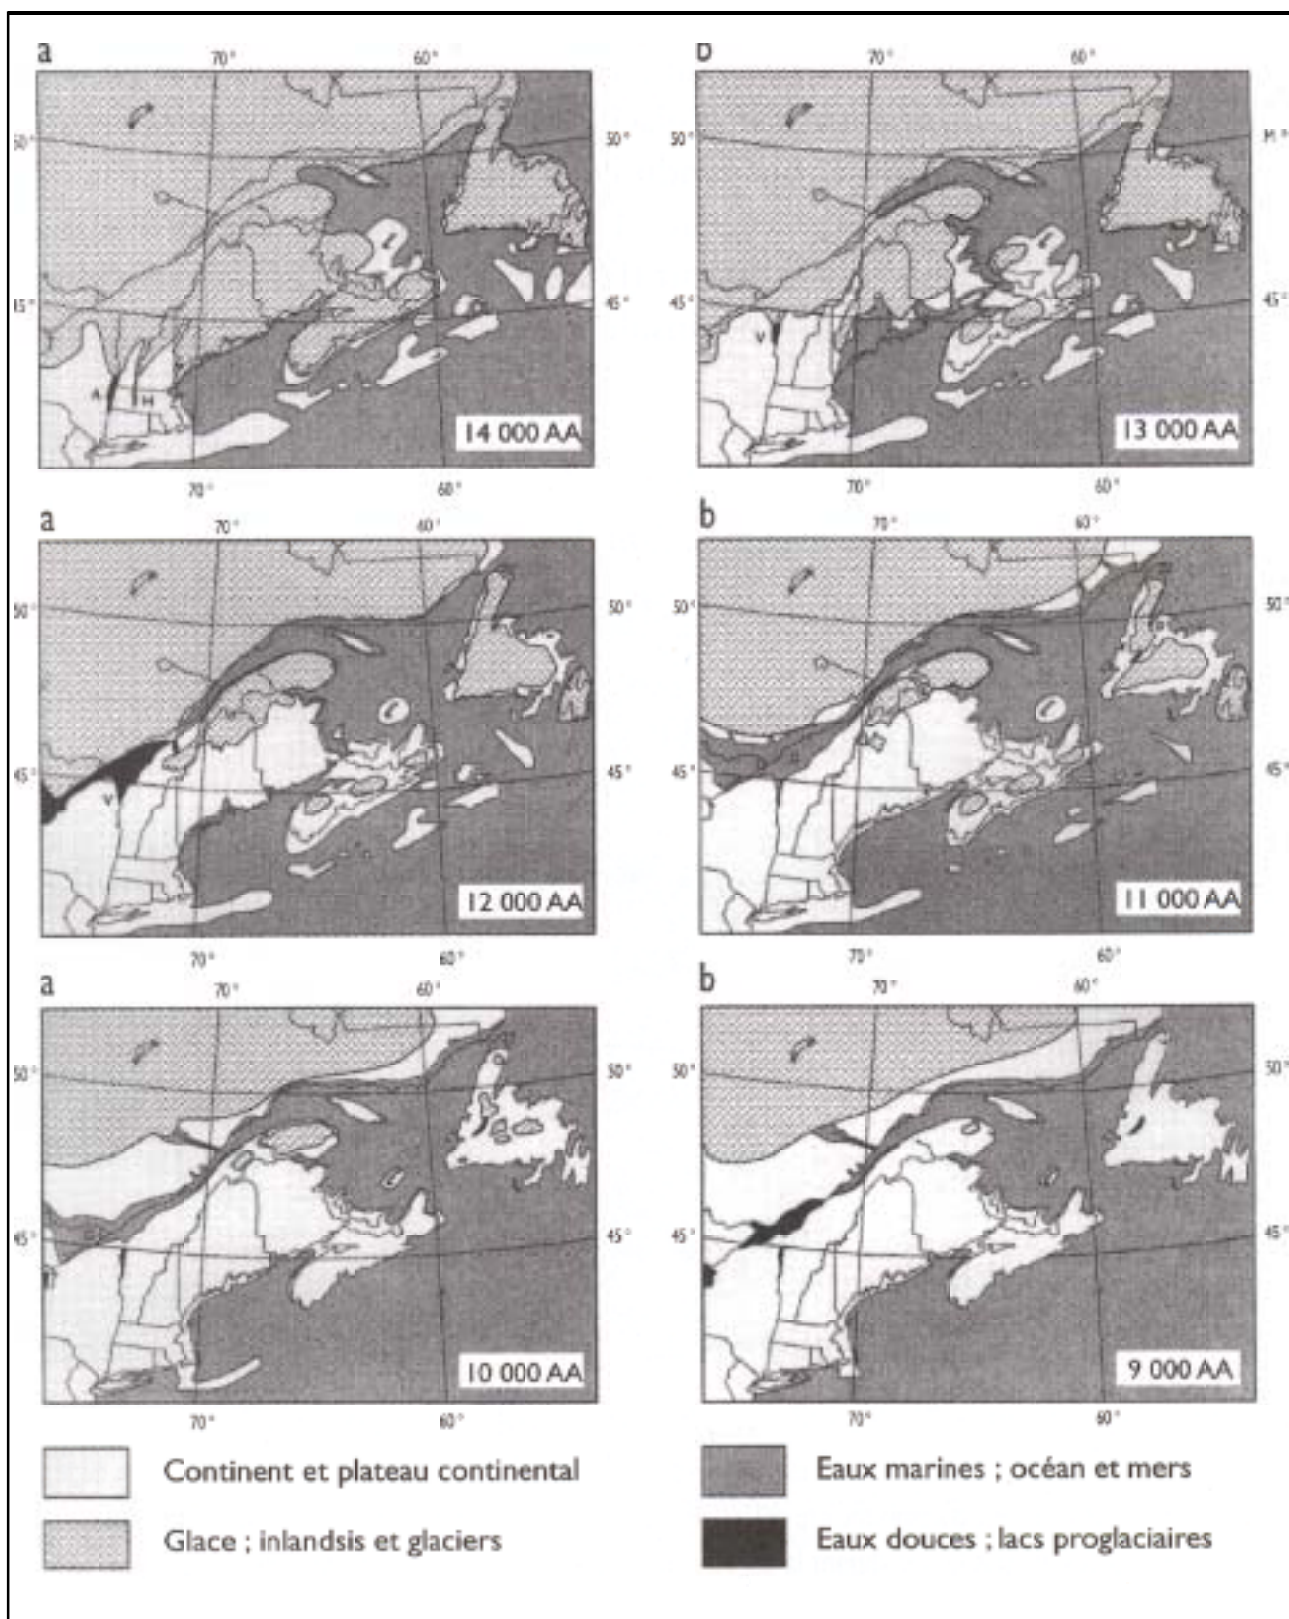 a
b
70°
60°
70°
60°
50°
50°
45°
45°
45°
A
H
V
14 000 AA
13 000 AA
70°
60°
70°
60°
a
b
70°
60°
70°
60°
50°
50°
50°
50°
45°
45°
45°
45°
V
12 000 AA
11 000 AA
70°
60°
70°
60°
a
b
70°
60°
70°
60°
50°
50°
50°
50°
45°
45°
45°
45°
10 000 AA
9 000 AA
70°
60°
70°
60°
Continent et plateau continental
Eaux marines ; océan et mers
Glace ; inlandsis et glaciers
Eaux douces ; lacs proglaciaires